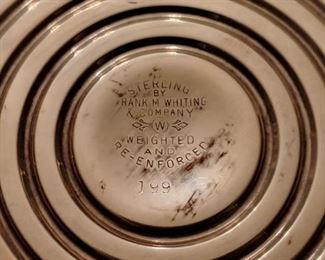 STERLING
BY
FRANK M. WHITING
& COMPANY
W
WEIGHTED
AND
RE-ENFORCED
199